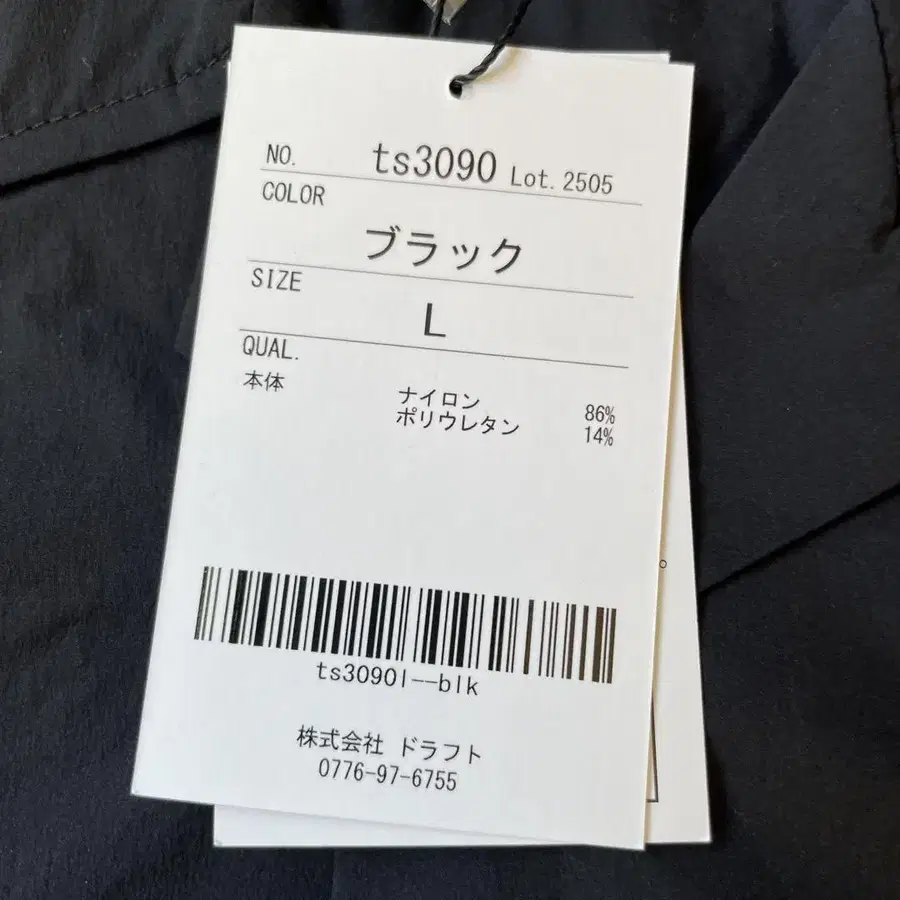 NO. ts3090 Lot.2505
COLOR
ブラック
SIZE
L
QUAL.
本体 ナイロン 86%
ポリウレタン 14%
ts3090l--blk
株式会社 ドラフト
0776-97-6755